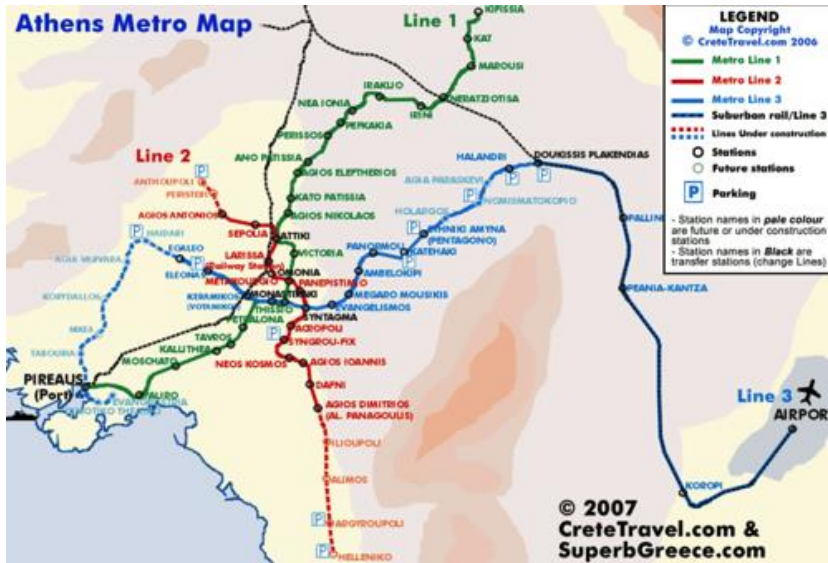 Athens Metro Map
Line 1
KIFISSIA
KAT
MAROUSI
NERATZIOTISA
IRINI
IRAKLIO
NEA IONIA
PEFKAKIA
PERISSOS
ANO PATISSIA
AGIOS ELEFTHERIOS
KATO PATISSIA
AGIOS NIKOLAOS
ATTIKI
VICTORIA
OMONIA
MONASTIRAKI
THISSIO
PETRALONA
TAVROS
KALLITHEA
MOSCHATO
FALIRO
PIREAUS
(Port)
Line 2
ANTHOUPOLI
PERISTERI
AGIOS ANTONIOS
SEPOLIA
LARISSA
(Railway Station)
METAXOURGIO
PANEPISTIMIO
SYNTAGMA
ACROPOLI
SYNGROU-FIX
NEOS KOSMOS
AGIOS IOANNIS
DAFNI
AGIOS DIMITRIOS
(AL. PANAGOULIS)
ILIOUPOLI
ALIMOS
ARGYROUPOLI
HELLENIKO
HAIDARI
AGIA VARVARA
KORYDALLOS
TABOURIA
EGALEO
ELEONAS
KERAMIKOS
(VOTANIKO)
EVANGELISMOS
MEGARO MOUSIKIS
AMBELOKIPI
PANORMOU
KATEHAKI
ETHNIKI AMYNA
(PENTAGONO)
HOLARGOS
NOMISMATOKOPIO
AGIA PARASKEVI
HALANDRI
DOUKISSIS PLAKENDIAS
PALLINI
PEANIA-KANTZA
KOROPI
Line 3
AIRPORT
LEGEND
Map Copyright
© CreteTravel.com 2006
Metro Line 1
Metro Line 2
Metro Line 3
Suburban rail/Line 3
Lines Under construction
Stations
Future stations
P Parking
- Station names in pale colour
are future or under construction
stations
- Station names in Black are
transfer stations (change Lines)
© 2007
CreteTravel.com &
SuperbGreece.com